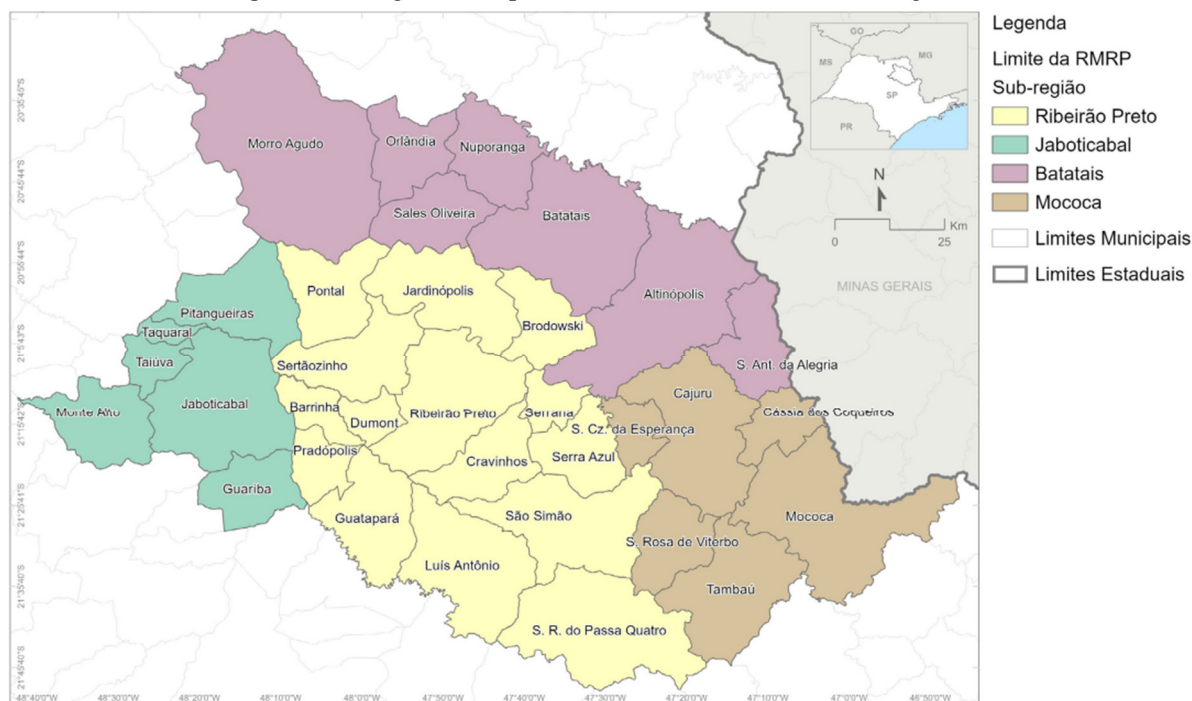 Legenda
Limite da RMRP
Sub-região
Ribeirão Preto
Jaboticabal
Batatais
Mococa
Limites Municipais
Limites Estaduais
GO
MS
MG
SP
PR
N
Km
0
25
MINAS GERAIS
Morro Agudo
Orlândia
Nuporanga
Sales Oliveira
Batatais
Altinópolis
S. Ant. da Alegria
Pitangueiras
Taquaral
Taiúva
Monte Alto
Jaboticabal
Guariba
Pontal
Jardinópolis
Brodowski
Sertãozinho
Barrinha
Dumont
Ribeirão Preto
Serrana
Pradópolis
Cravinhos
Serra Azul
Guatapará
São Simão
Luís Antônio
S. R. do Passa Quatro
Cajuru
Cássia dos Coqueiros
S. Cz. da Esperança
Mococa
S. Rosa de Viterbo
Tambaú
20°35'45"S
20°45'44"S
20°55'44"S
21°5'43"S
21°15'42"S
21°25'41"S
21°35'40"S
21°45'40"S
48°40'0"W
48°30'0"W
48°20'0"W
48°10'0"W
48°0'0"W
47°50'0"W
47°40'0"W
47°30'0"W
47°20'0"W
47°10'0"W
47°0'0"W
46°50'0"W